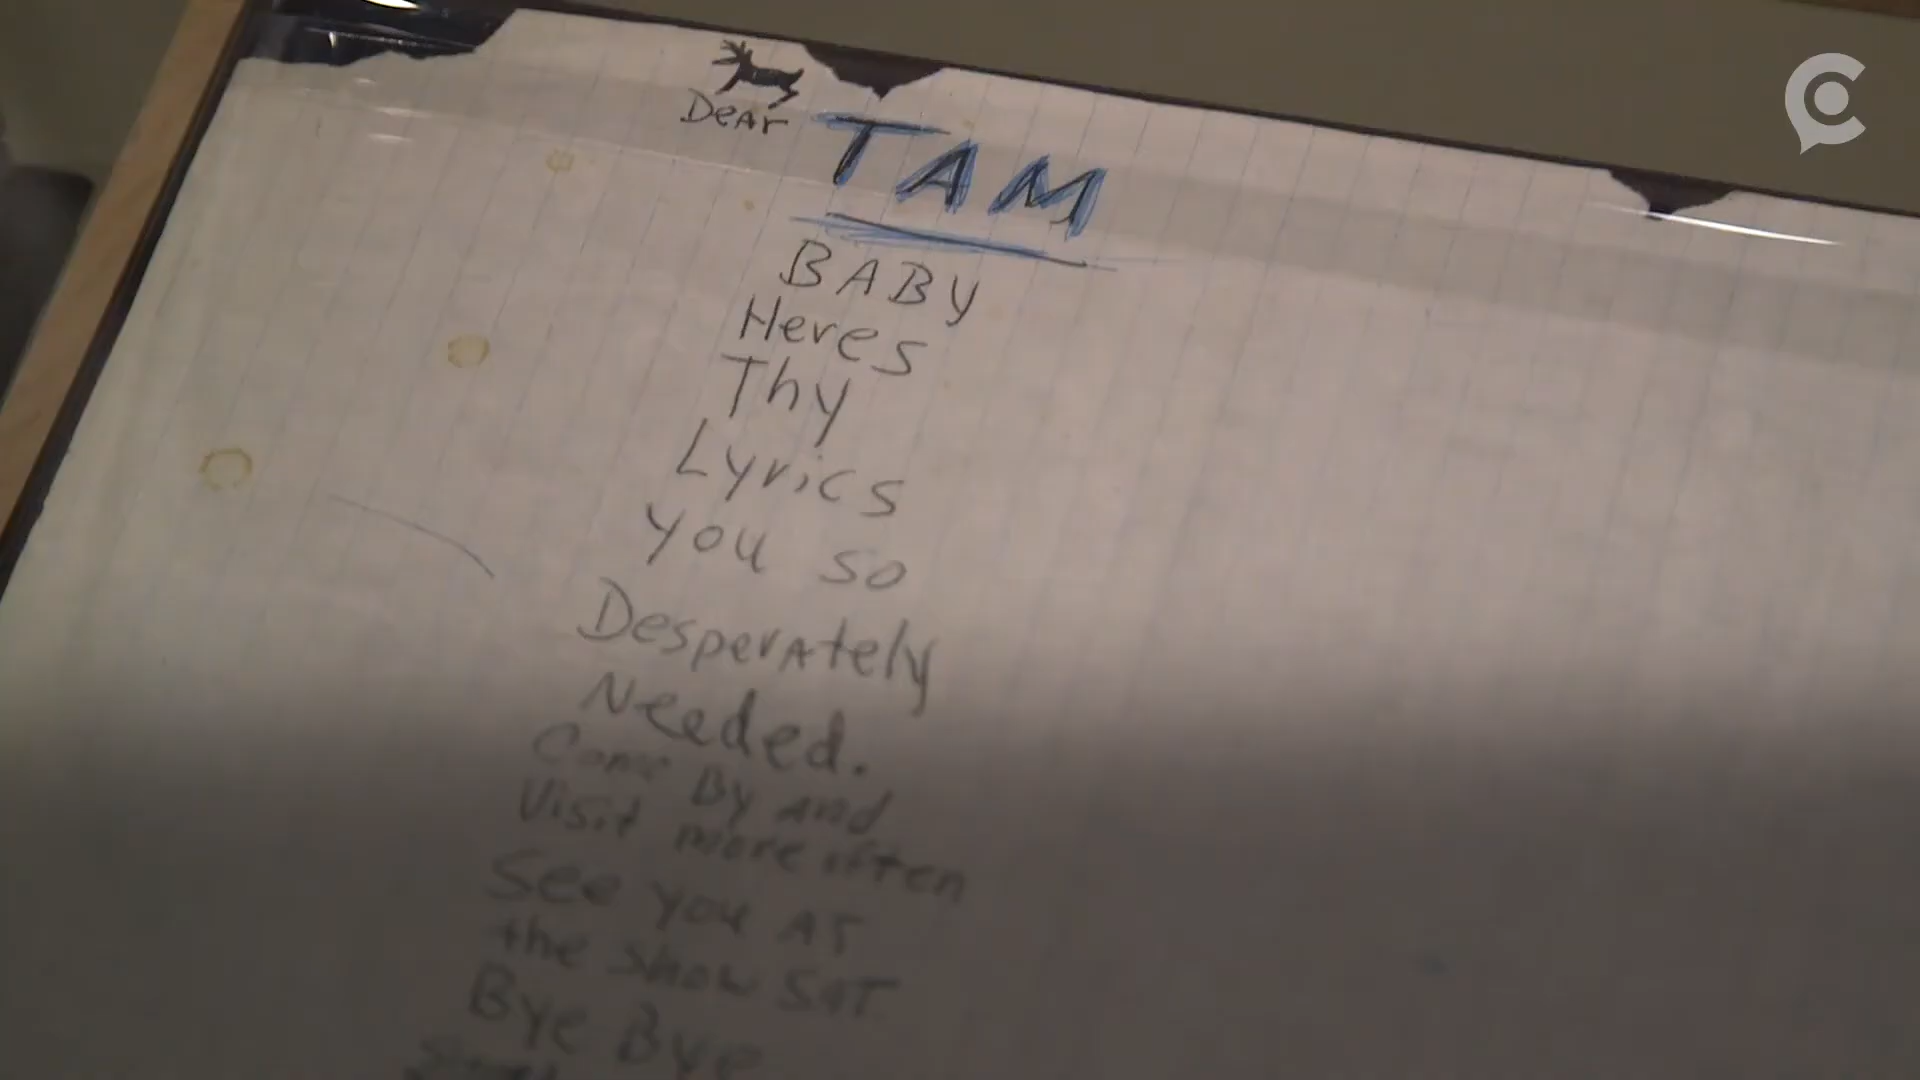 Dear TAM
BABY
Heres
Thy
Lyrics
you so
Desperately
Needed.
Come By and
Visit more often
See you AT
the show SAT.
Bye Bye